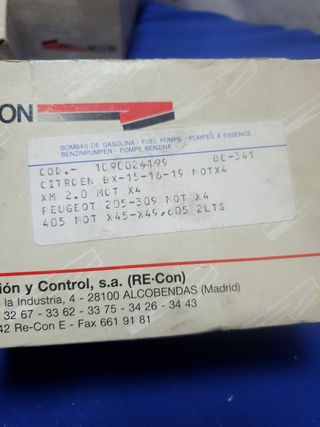 ON
BOMBAS DE GASOLINA - FUEL PUMPS - POMPES A ESSENCE
BENZINPUMPEN - POMPE BENZINA
COD.- 1090024199 BC-341
CITROEN BX-15-16-19 MOTX4
XM 2.0 MOT X4
PEUGEOT 205-309 MOT X4
405 MOT X45-X49,605 2LTS
ión y Control, s.a. (RE-Con)
la Industria, 4 - 28100 ALCOBENDAS (Madrid)
32 67 - 33 62 - 33 75 - 34 26 - 34 43
42 Re-Con E - Fax 661 91 81